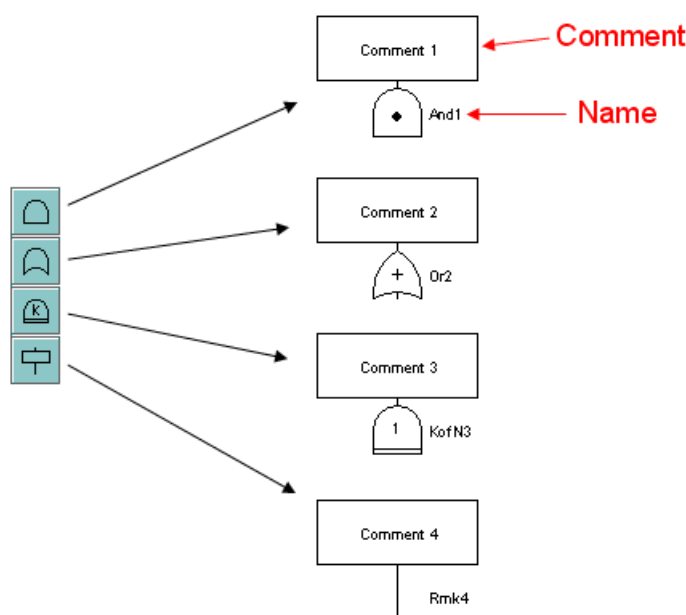 Comment 1
Comment
And1
Name
Comment 2
+
Or2
K
Comment 3
1
KofN3
Comment 4
Rmk4